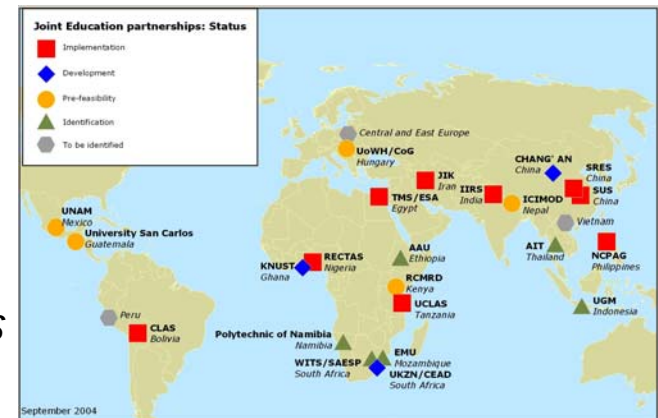 Joint Education partnerships: Status
Implementation
Development
Pre-feasibility
Identification
To be identified
Central and East Europe
UoWH/CoG
Hungary
CHANG' AN
China
SRES
China
JIK
Iran
IIRS
India
SUS
China
TMS/ESA
Egypt
ICIMOD
Nepal
UNAM
Mexico
Vietnam
University San Carlos
Guatemala
AAU
Ethiopia
AIT
Thailand
RECTAS
Nigeria
NCPAG
Philippines
KNUST
Ghana
RCMRD
Kenya
UCLAS
Tanzania
UGM
Indonesia
Peru
CLAS
Bolivia
Polytechnic of Namibia
Namibia
EMU
Mozambique
WITS/SAESP
South Africa
UKZN/CEAD
South Africa
September 2004
s